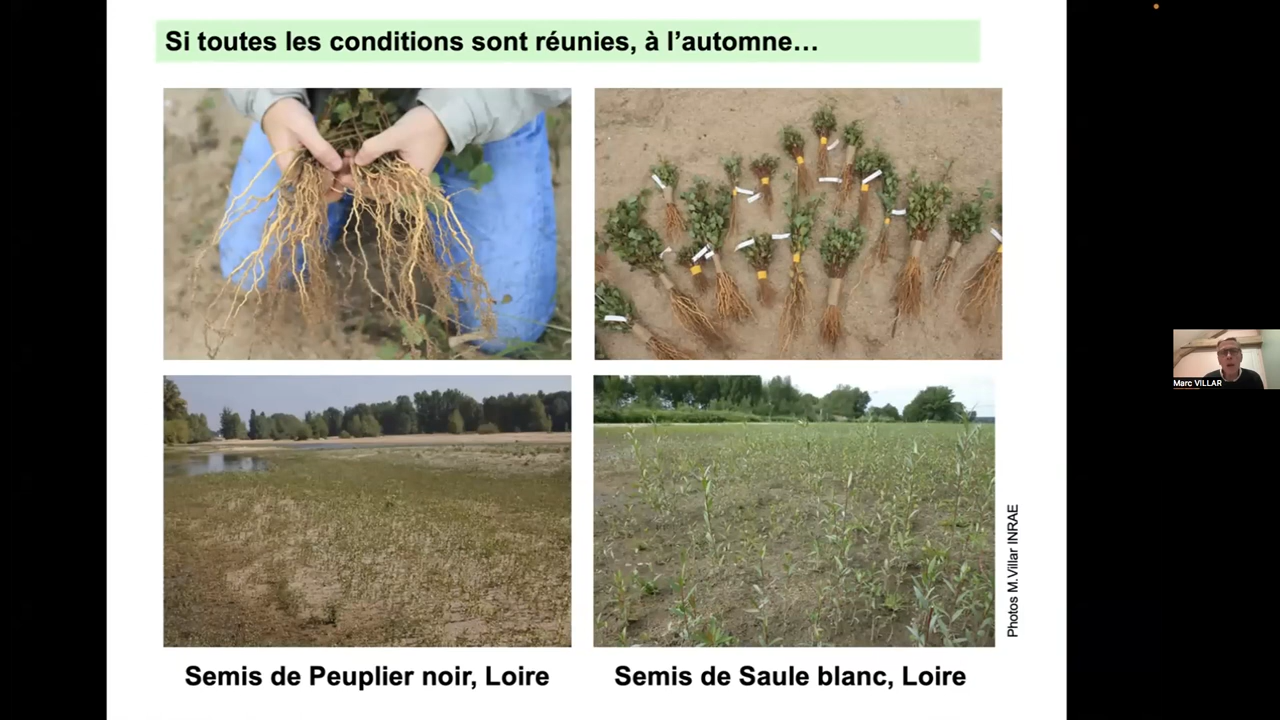 Si toutes les conditions sont réunies, à l’automne…
Photos M.Villar INRAE
Marc VILLAR
Semis de Peuplier noir, Loire
Semis de Saule blanc, Loire